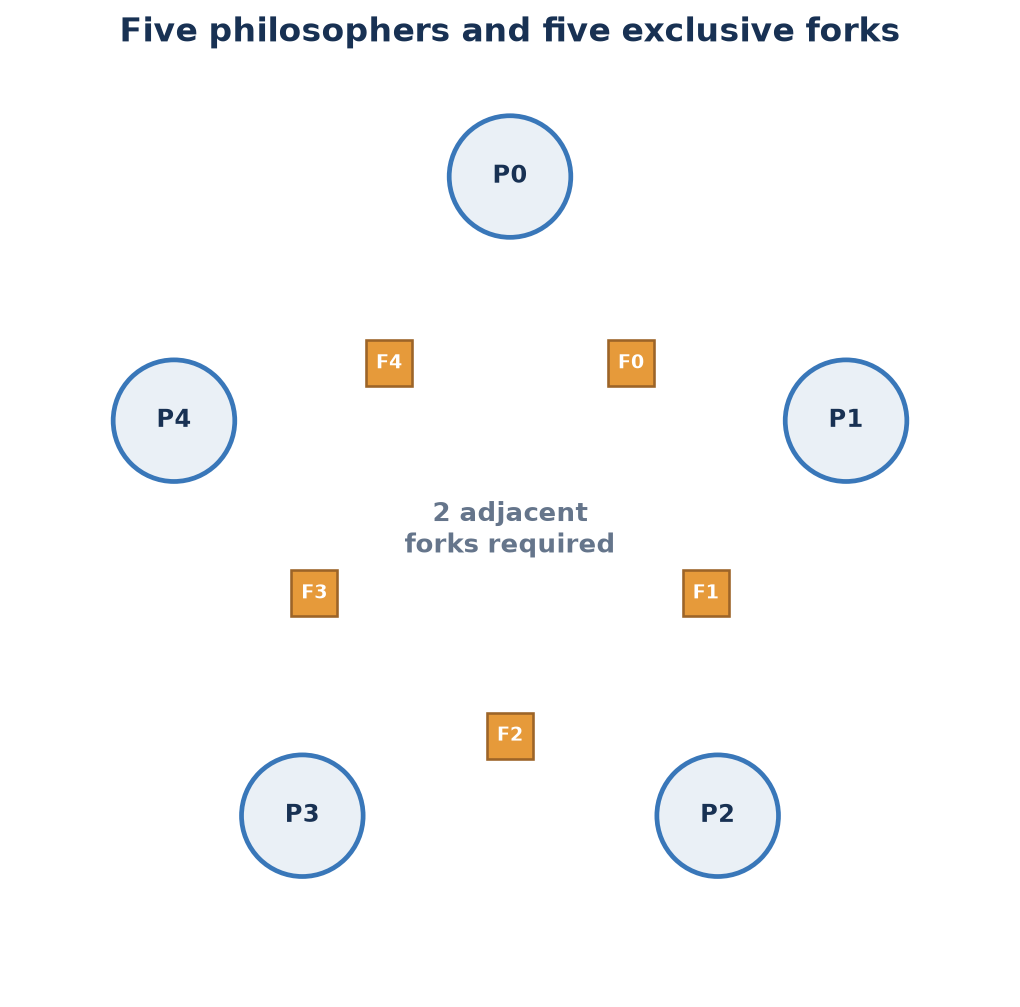 Five philosophers and five exclusive forks
P0
F4
F0
P4
P1
2 adjacent
forks required
F3
F1
F2
P3
P2